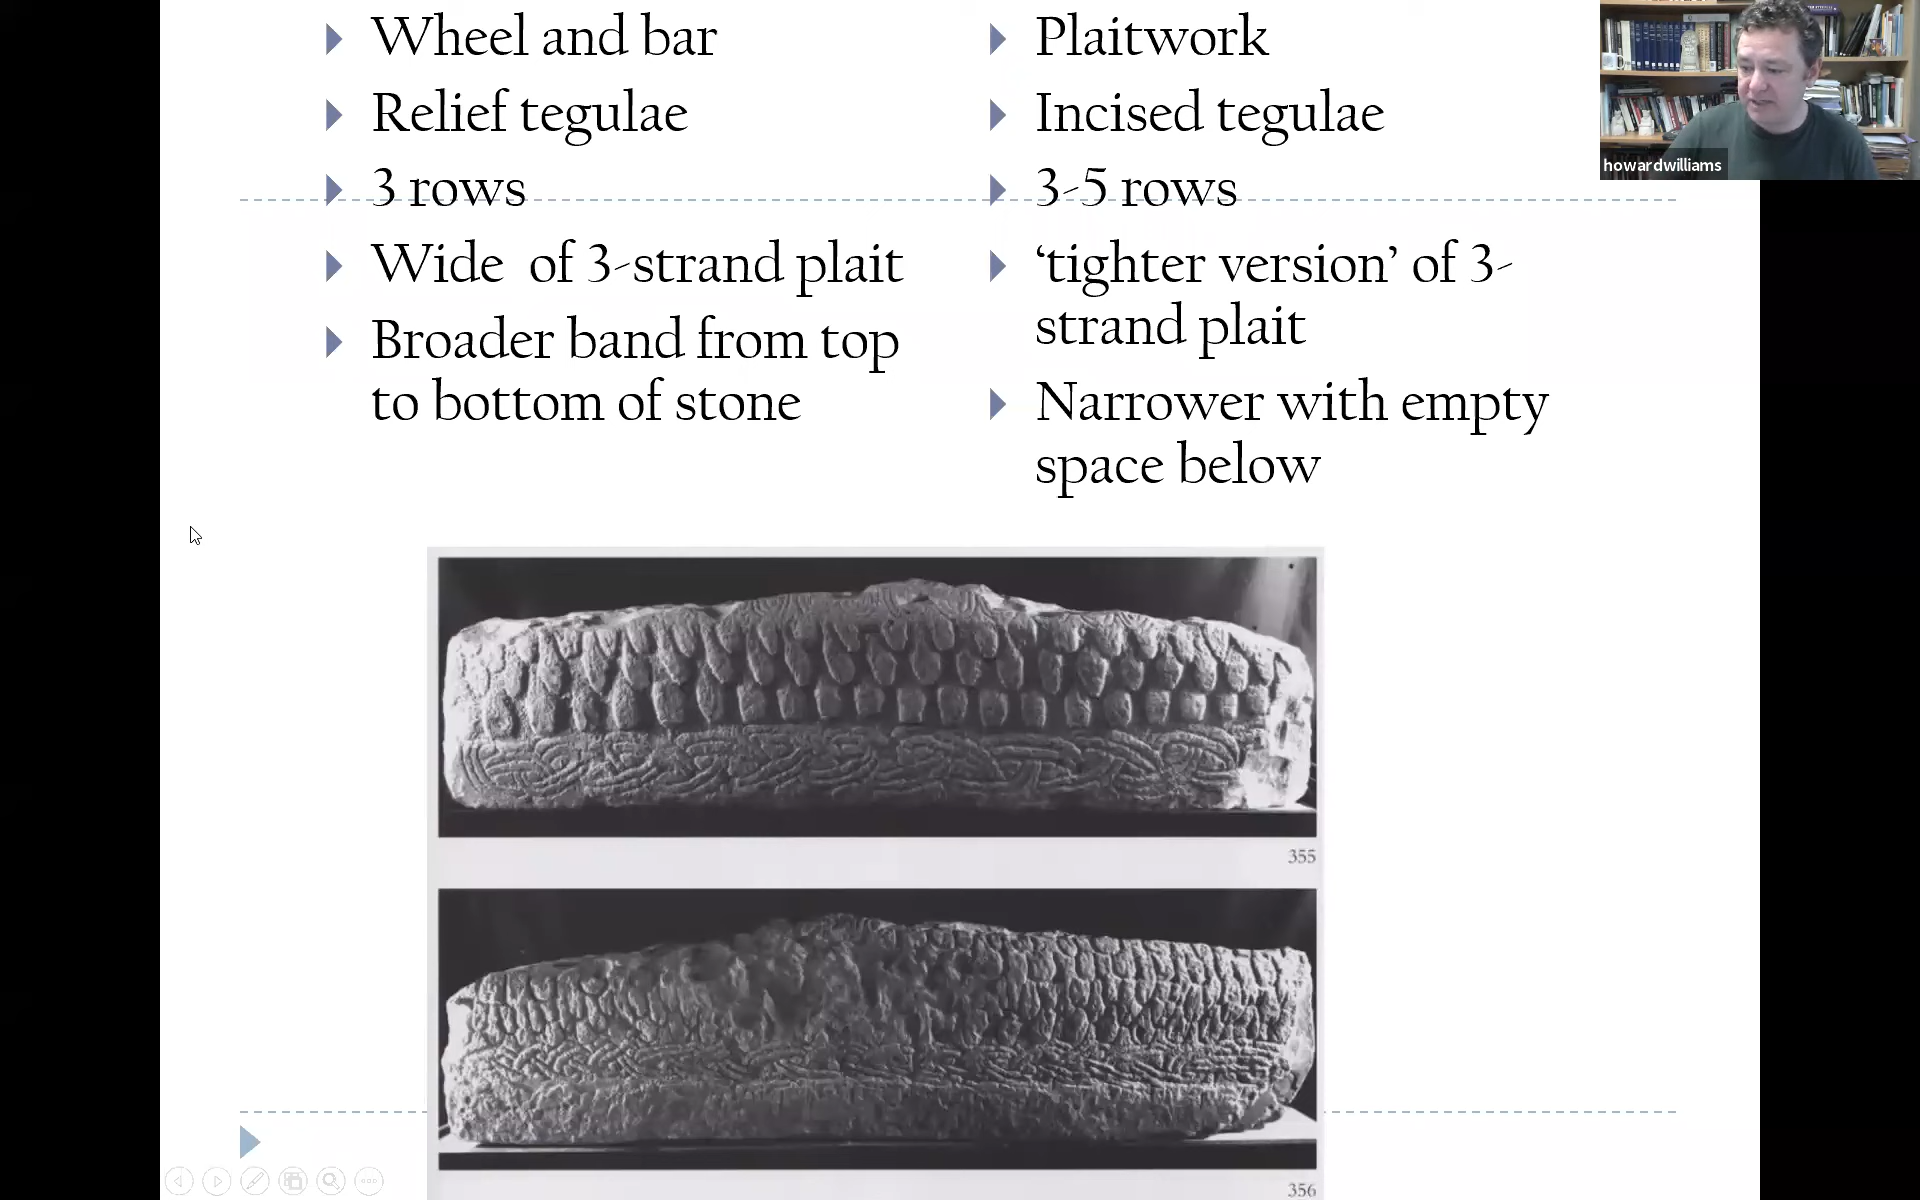 Wheel and bar
Relief tegulae
3 rows
Wide of 3-strand plait
Broader band from top
to bottom of stone
Plaitwork
Incised tegulae
3-5 rows
‘tighter version’ of 3-
strand plait
Narrower with empty
space below
howardwilliams
355
356